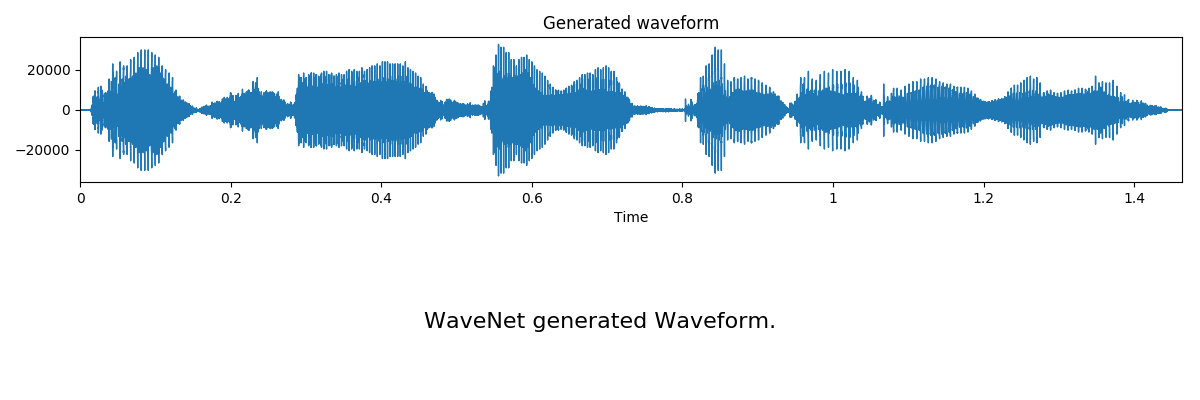 Generated waveform
20000
0
−20000
0 0.2 0.4 0.6 0.8 1 1.2 1.4
Time
WaveNet generated Waveform.